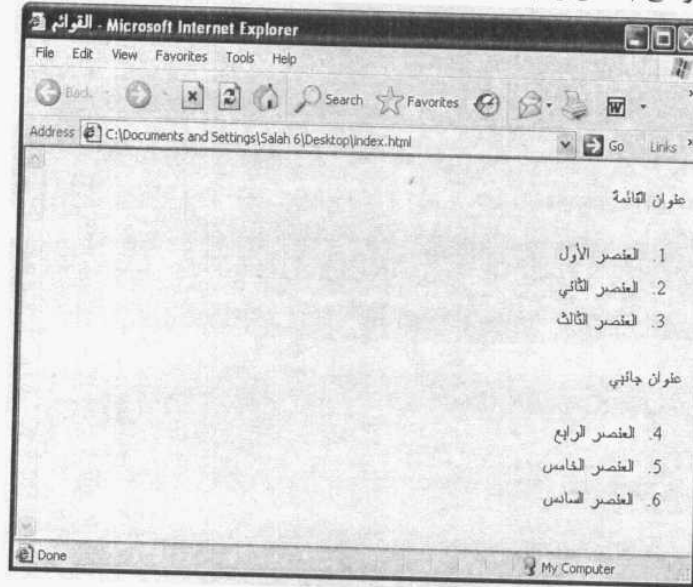 القوائم - Microsoft Internet Explorer
File Edit View Favorites Tools Help
Back Search Favorites
Address C:\Documents and Settings\Salah 6\Desktop\index.html Go Links »
عنوان القائمة
1. العنصر الأول
2. العنصر الثاني
3. العنصر الثالث
عنوان جانبي
4. العنصر الرابع
5. العنصر الخامس
6. العنصر السادس
Done My Computer